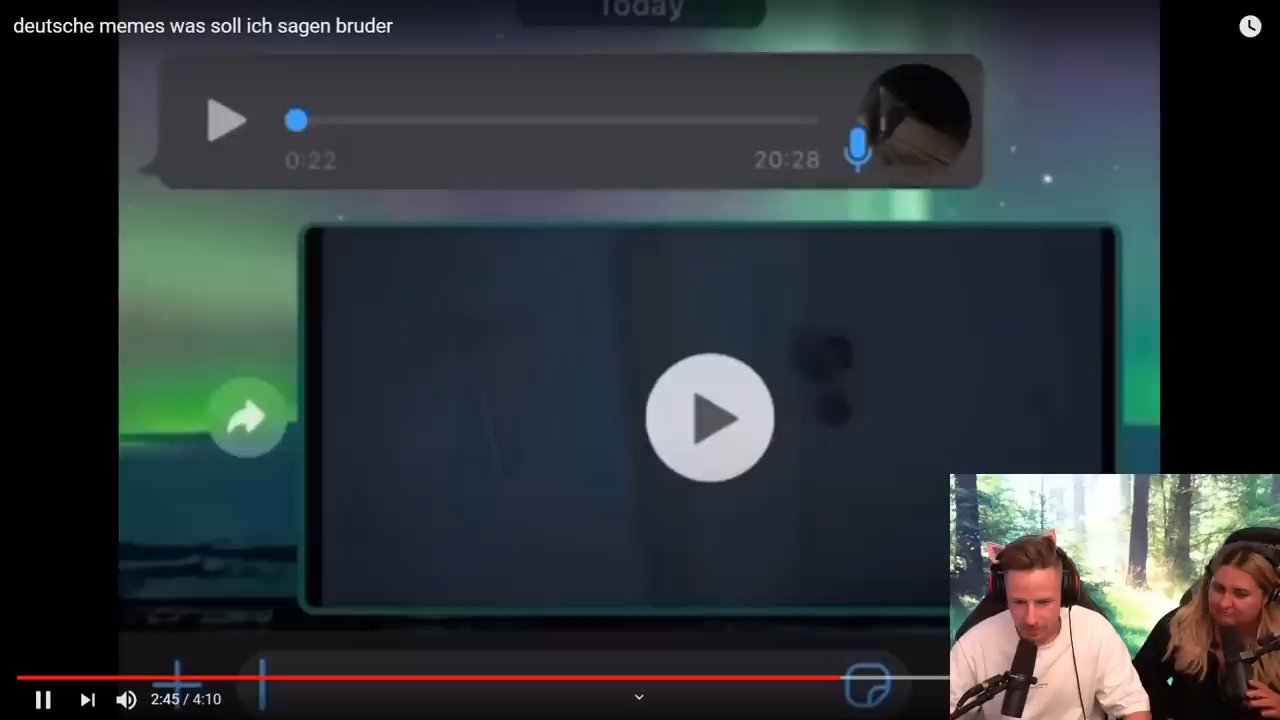 deutsche memes was soll ich sagen bruder
Today
0:22
20:28
2:45 / 4:10